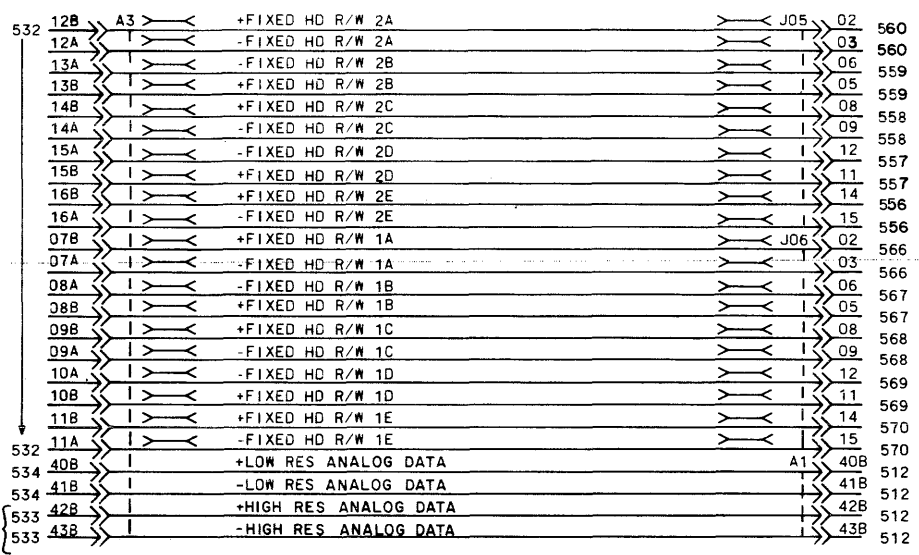 12B A3 +FIXED HD R/W 2A J05 02
532 560
12A -FIXED HD R/W 2A 03 560
13A -FIXED HD R/W 2B 06 559
13B +FIXED HD R/W 2B 05 559
14B +FIXED HD R/W 2C 08 558
14A -FIXED HD R/W 2C 09 558
15A -FIXED HD R/W 2D 12 557
15B +FIXED HD R/W 2D 11 557
16B +FIXED HD R/W 2E 14 556
16A -FIXED HD R/W 2E 15 556
07B +FIXED HD R/W 1A J06 02 566
07A -FIXED HD R/W 1A 03 566
08A -FIXED HD R/W 1B 06 567
08B +FIXED HD R/W 1B 05 567
09B +FIXED HD R/W 1C 08 568
09A -FIXED HD R/W 1C 09 568
10A -FIXED HD R/W 1D 12 569
10B +FIXED HD R/W 1D 11 569
11B +FIXED HD R/W 1E 14 570
532 11A -FIXED HD R/W 1E 15 570
534 40B +LOW RES ANALOG DATA A1 40B 512
534 41B -LOW RES ANALOG DATA 41B 512
533 42B +HIGH RES ANALOG DATA 42B 512
533 43B -HIGH RES ANALOG DATA 43B 512